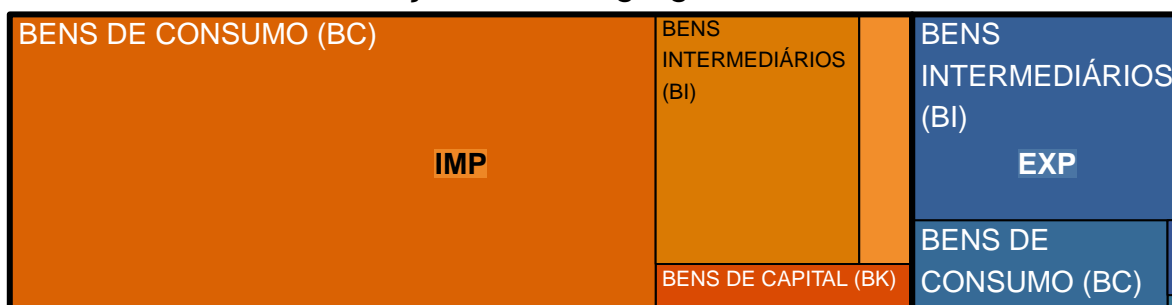 BENS DE CONSUMO (BC)
IMP
BENS
INTERMEDIÁRIOS
(BI)
BENS DE CAPITAL (BK)
BENS
INTERMEDIÁRIOS
(BI)
EXP
BENS DE
CONSUMO (BC)